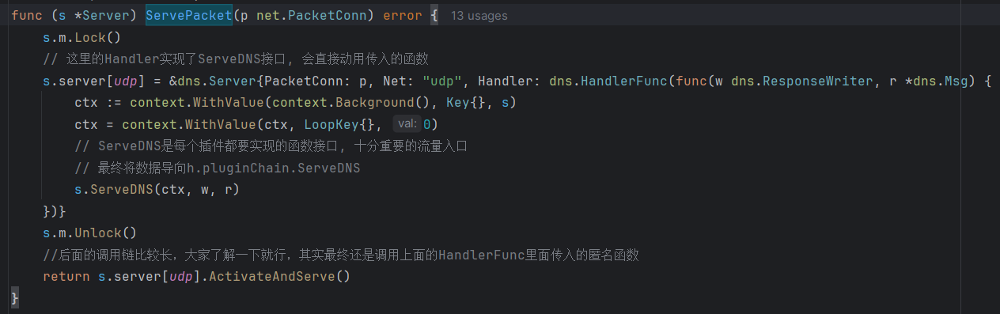 func (s *Server) ServePacket(p net.PacketConn) error { 13 usages
s.m.Lock()
// 这里的Handler实现了ServeDNS接口, 会直接动用传入的函数
s.server[udp] = &dns.Server{PacketConn: p, Net: "udp", Handler: dns.HandlerFunc(func(w dns.ResponseWriter, r *dns.Msg) {
ctx := context.WithValue(context.Background(), Key{}, s)
ctx = context.WithValue(ctx, LoopKey{}, val: 0)
// ServeDNS是每个插件都要实现的函数接口, 十分重要的流量入口
// 最终将数据导向h.pluginChain.ServeDNS
s.ServeDNS(ctx, w, r)
})}
s.m.Unlock()
//后面的调用链比较长，大家了解一下就行，其实最终还是调用上面的HandlerFunc里面传入的匿名函数
return s.server[udp].ActivateAndServe()
}